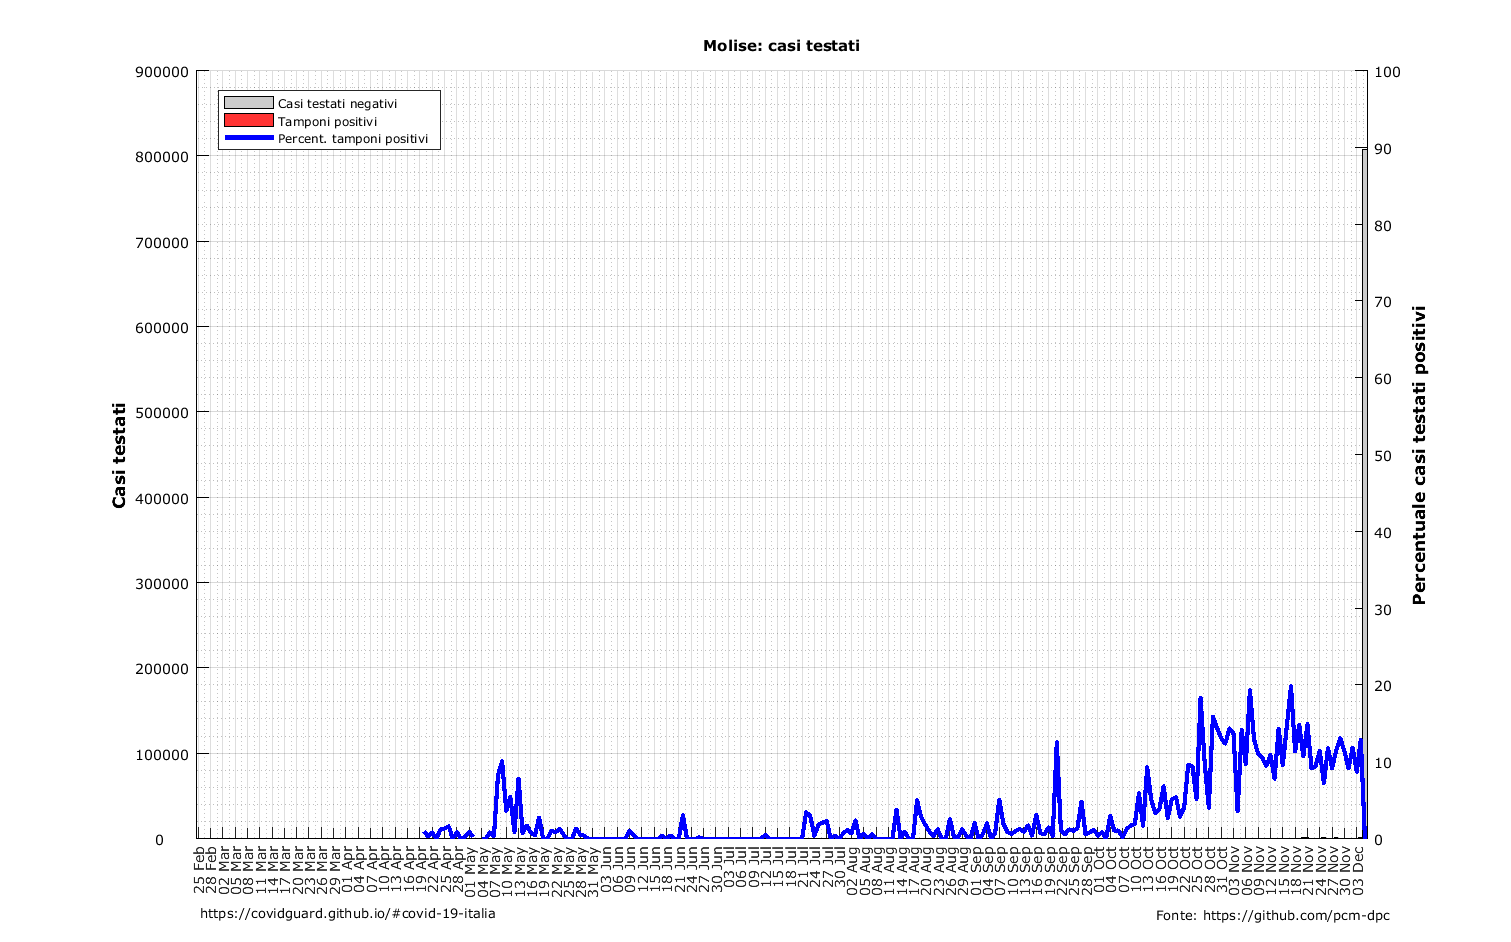 Molise: casi testati
900000
800000
700000
600000
500000
400000
300000
200000
100000
0
Casi testati
Casi testati negativi
Tamponi positivi
Percent. tamponi positivi
100
90
80
70
60
50
40
30
20
10
0
Percentuale casi testati positivi
25 Feb
28 Feb
02 Mar
05 Mar
08 Mar
11 Mar
14 Mar
17 Mar
20 Mar
23 Mar
26 Mar
29 Mar
01 Apr
04 Apr
07 Apr
10 Apr
13 Apr
16 Apr
19 Apr
22 Apr
25 Apr
28 Apr
01 May
04 May
07 May
10 May
13 May
16 May
19 May
22 May
25 May
28 May
31 May
03 Jun
06 Jun
09 Jun
12 Jun
15 Jun
18 Jun
21 Jun
24 Jun
27 Jun
30 Jun
03 Jul
06 Jul
09 Jul
12 Jul
15 Jul
18 Jul
21 Jul
24 Jul
27 Jul
30 Jul
02 Aug
05 Aug
08 Aug
11 Aug
14 Aug
17 Aug
20 Aug
23 Aug
26 Aug
29 Aug
01 Sep
04 Sep
07 Sep
10 Sep
13 Sep
16 Sep
19 Sep
22 Sep
25 Sep
28 Sep
01 Oct
04 Oct
07 Oct
10 Oct
13 Oct
16 Oct
19 Oct
22 Oct
25 Oct
28 Oct
31 Oct
03 Nov
06 Nov
09 Nov
12 Nov
15 Nov
18 Nov
21 Nov
24 Nov
27 Nov
30 Nov
03 Dec
https://covidguard.github.io/#covid-19-italia
Fonte: https://github.com/pcm-dpc